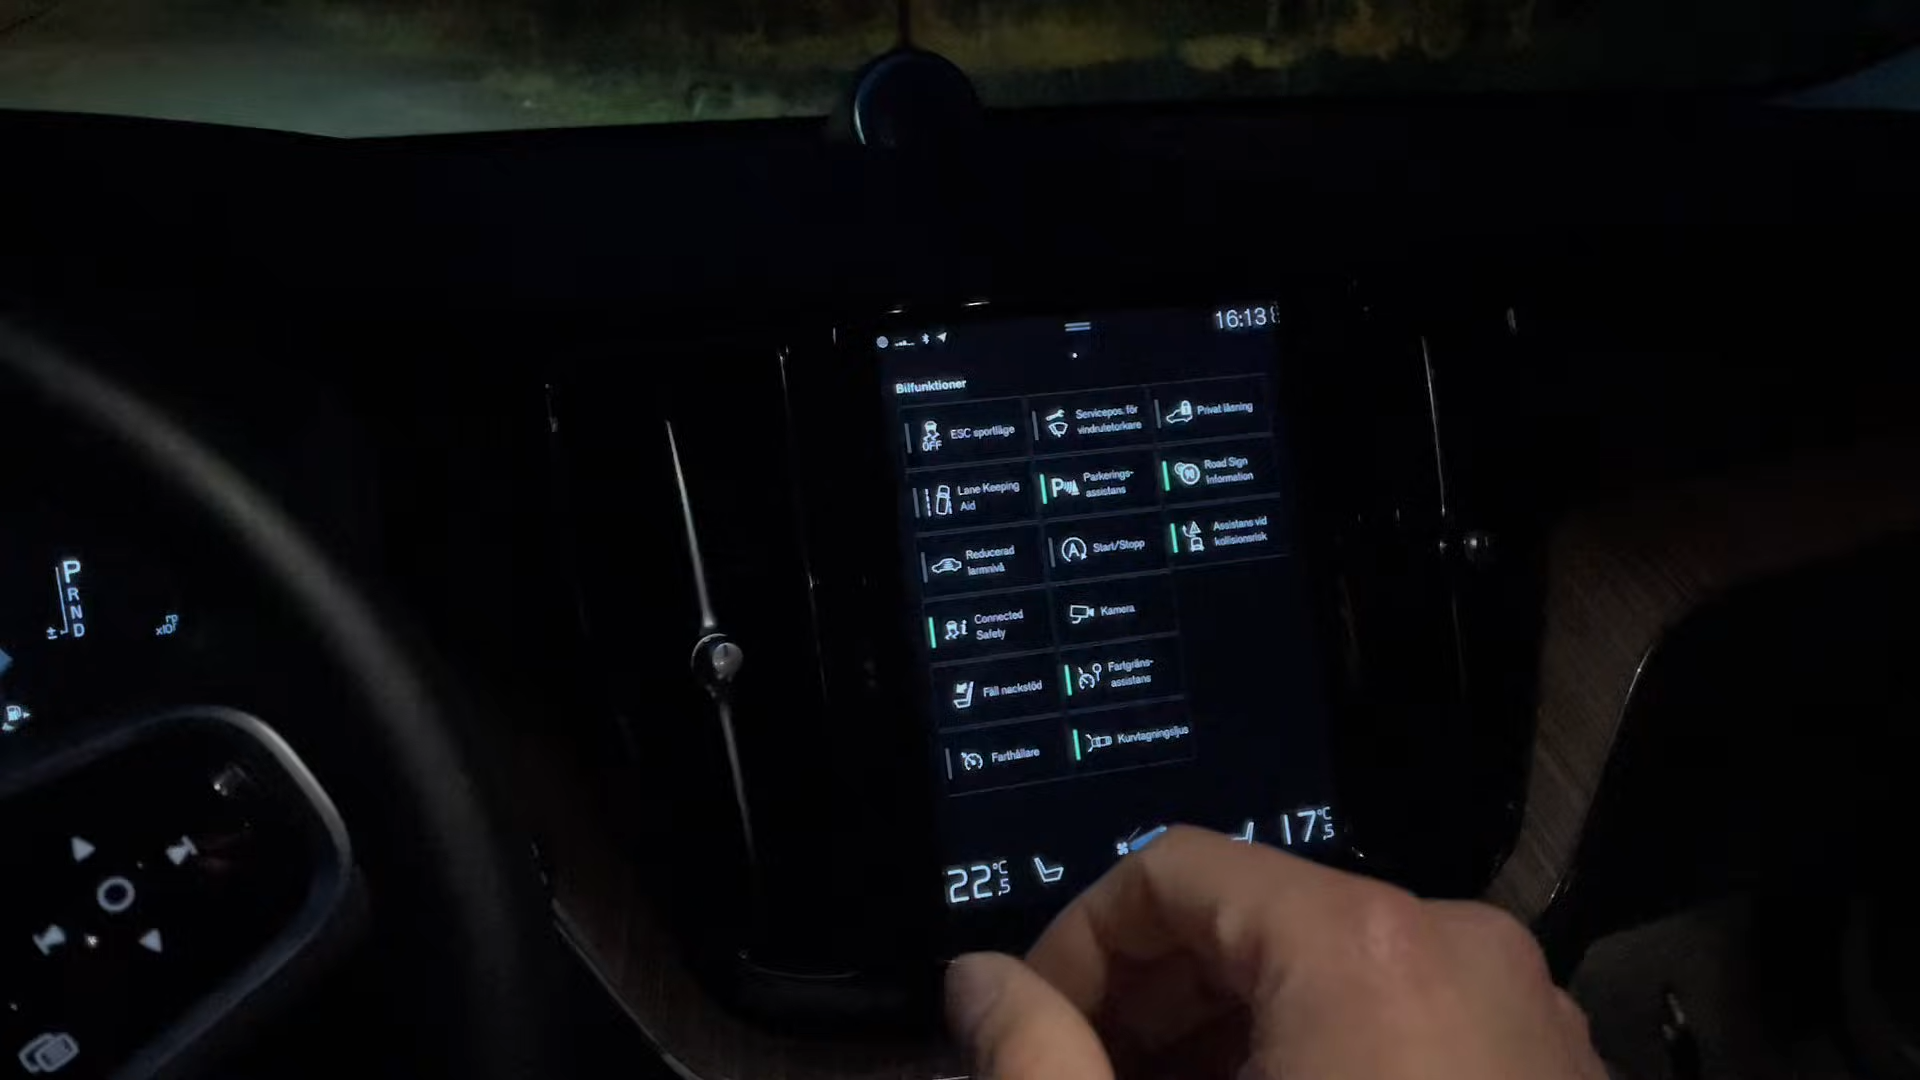 16:13
Bilfunktioner
OFF
ESC sportläge
Servicepos. för
vindrutetorkare
Privat låsning
Lane Keeping
Aid
P
Parkerings-
assistans
Road Sign
Information
Reducerad
larmnivå
A
Start/Stopp
Assistans vid
kollisionsrisk
Connected
Safety
Kamera
Fäll nackstöd
Fartgräns-
assistans
Farthållare
Kurvtagningsljus
22,5°C
17,5°C
P
R
N
± D